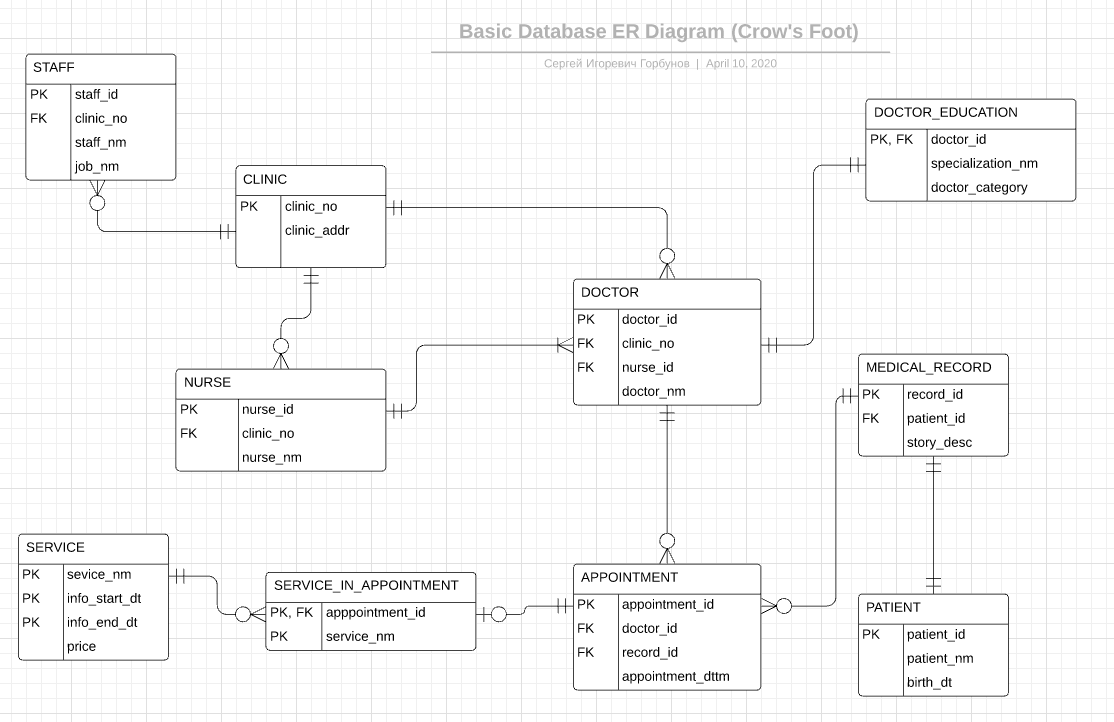 Basic Database ER Diagram (Crow's Foot)
Сергей Игоревич Горбунов | April 10, 2020
STAFF
PK staff_id
FK clinic_no
staff_nm
job_nm
CLINIC
PK clinic_no
clinic_addr
DOCTOR_EDUCATION
PK, FK doctor_id
specialization_nm
doctor_category
DOCTOR
PK doctor_id
FK clinic_no
FK nurse_id
doctor_nm
NURSE
PK nurse_id
FK clinic_no
nurse_nm
MEDICAL_RECORD
PK record_id
FK patient_id
story_desc
SERVICE
PK sevice_nm
PK info_start_dt
PK info_end_dt
price
SERVICE_IN_APPOINTMENT
PK, FK apppointment_id
PK service_nm
APPOINTMENT
PK appointment_id
FK doctor_id
FK record_id
appointment_dttm
PATIENT
PK patient_id
patient_nm
birth_dt